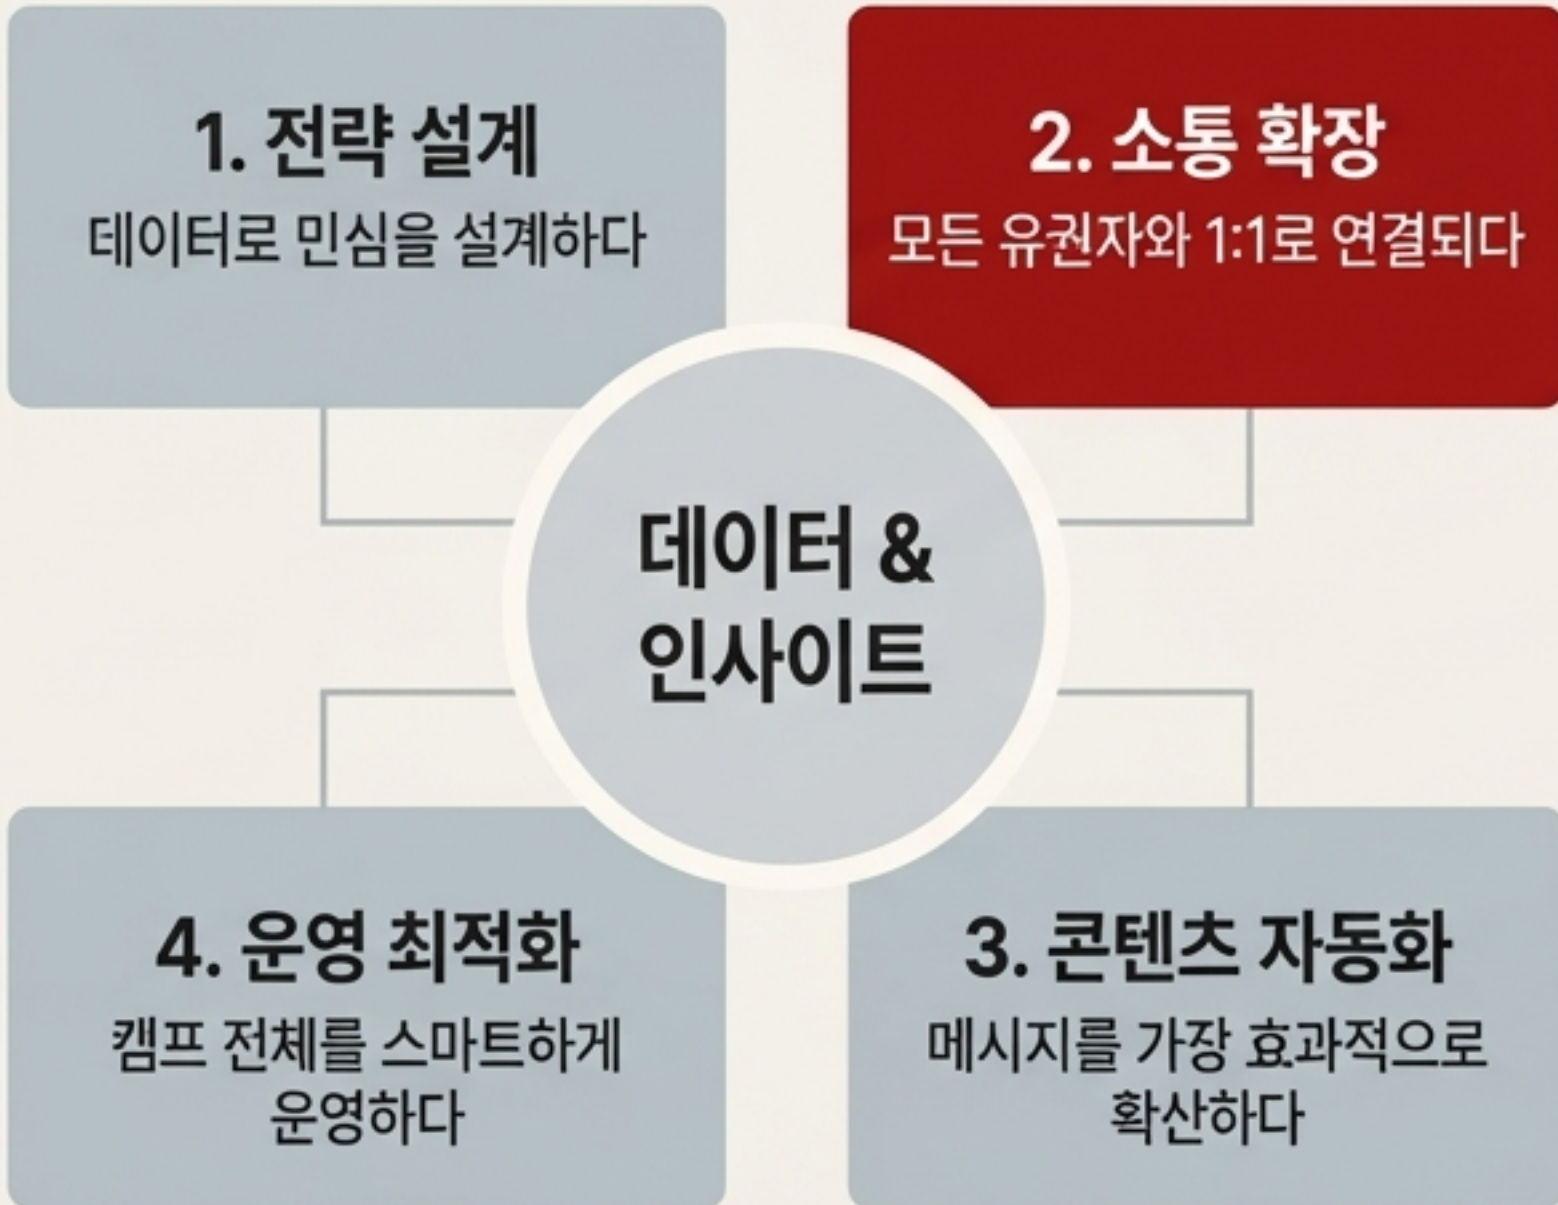 1. 전략 설계
데이터로 민심을 설계하다
2. 소통 확장
모든 유권자와 1:1로 연결되다
데이터 &
인사이트
4. 운영 최적화
캠프 전체를 스마트하게
운영하다
3. 콘텐츠 자동화
메시지를 가장 효과적으로
확산하다